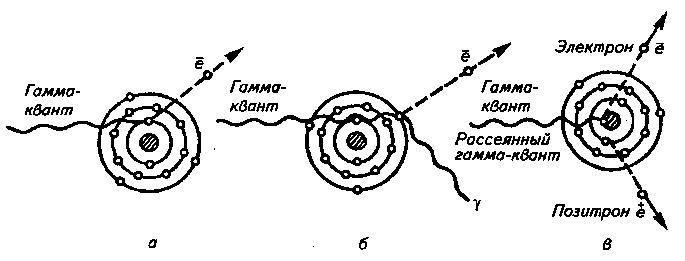 Гамма-
квант
ē
а
Гамма-
квант
ē
γ
б
Электрон ē
Гамма-
квант
Рассеянный
гамма-квант
Позитрон e⁺
в